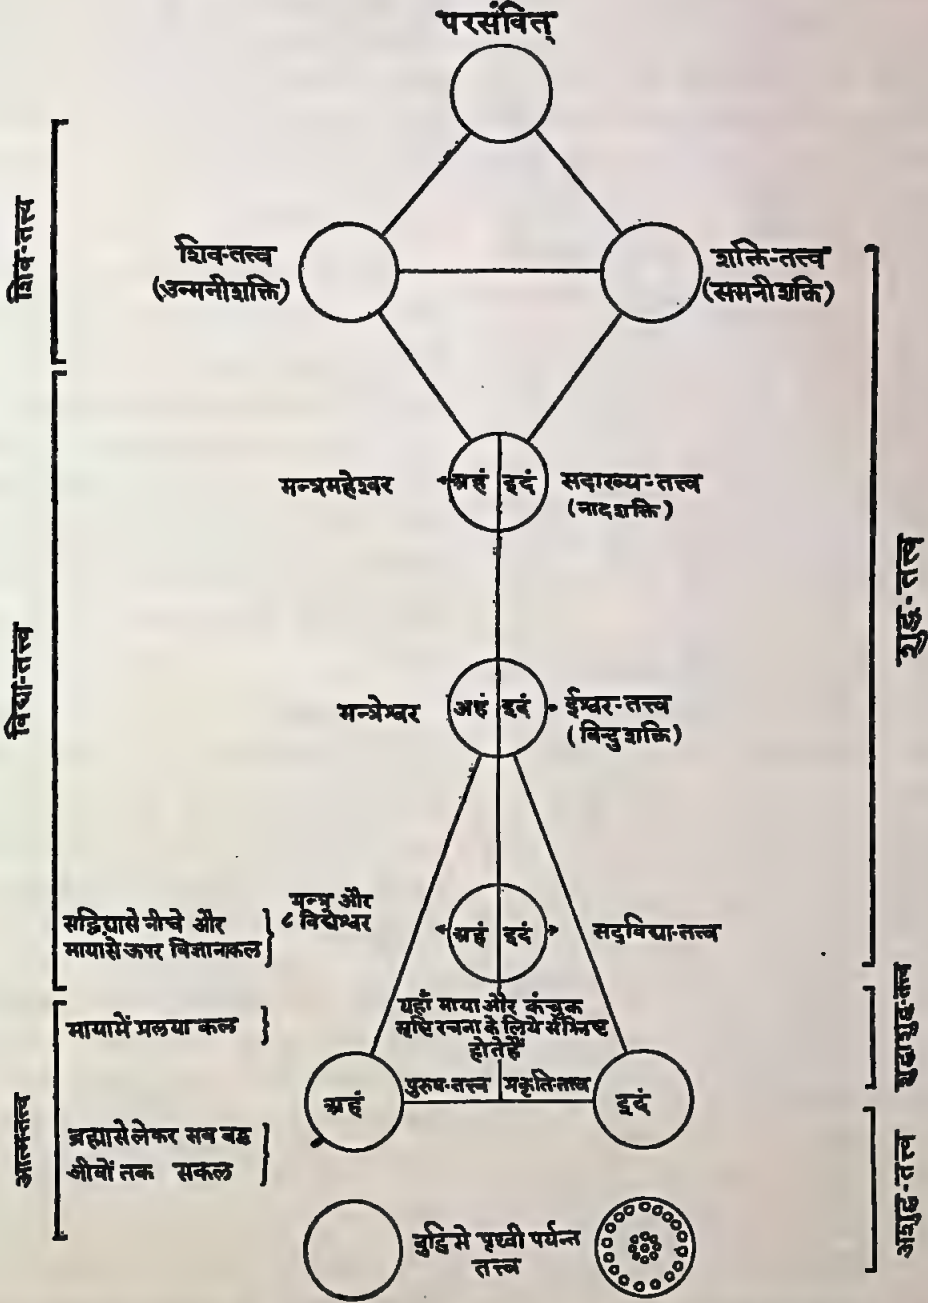 परसंवित्
शिव-तत्त्व
शिव-तत्त्व
(उन्मनीशक्ति)
शक्ति-तत्त्व
(समनीशक्ति)
मन्त्रमहेश्वर
अहं इदं
सदाख्य-तत्त्व
(नादशक्ति)
शुद्ध-तत्त्व
विद्या-तत्त्व
मन्त्रेश्वर
अहं इदं
ईश्वर-तत्त्व
(बिन्दुशक्ति)
सद्विद्यासे नीचे और
मायासे ऊपर विज्ञानाकल
मन्त्र और
८ विद्येश्वर
अहं इदं
सद्विद्या-तत्त्व
यहाँ माया और कंचुक
सृष्टि रचना के लिये संश्लिष्ट
होतेहैं
मायामें प्रलया कल
शुद्धाशुद्ध-तत्त्व
अहं
पुरुष-तत्त्व प्रकृति-तत्त्व
इदं
आत्मतत्त्व
ब्रह्मासे लेकर सब बद्ध
जीवों तक सकल
अशुद्ध-तत्त्व
बुद्धिसे पृथ्वी पर्यन्त
तत्त्व